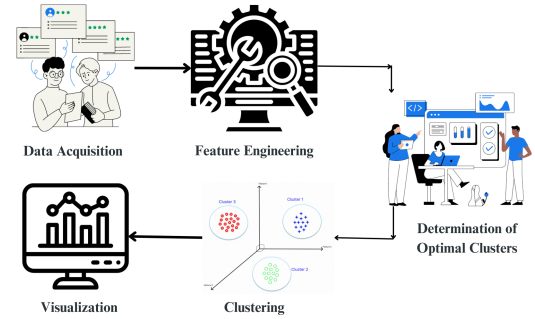 Data Acquisition
Feature Engineering
</>
Determination of
Optimal Clusters
Cluster 3
Cluster 1
Cluster 2
Visualization
Clustering